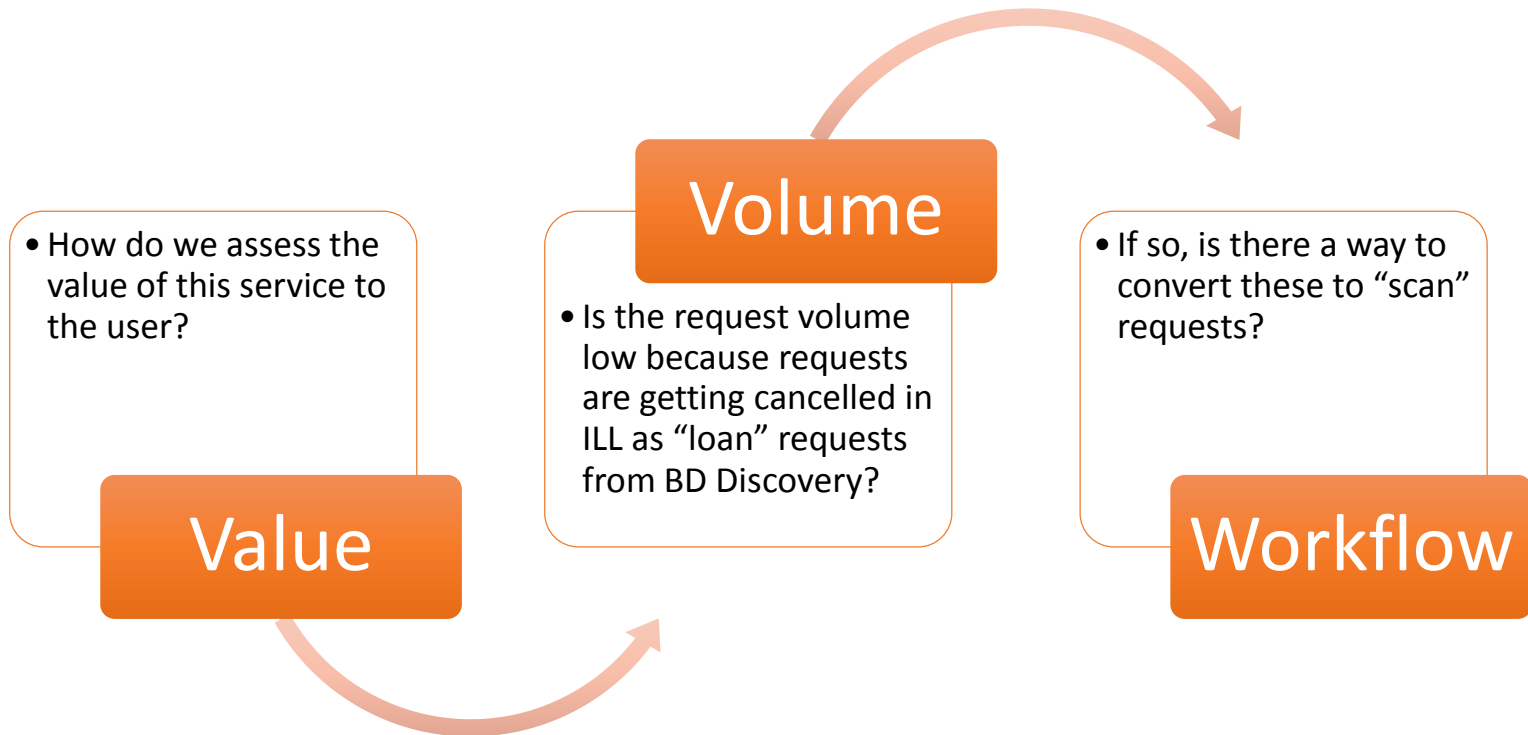 • How do we assess the
value of this service to
the user?
Value
Volume
• Is the request volume
low because requests
are getting cancelled in
ILL as “loan” requests
from BD Discovery?
• If so, is there a way to
convert these to “scan”
requests?
Workflow